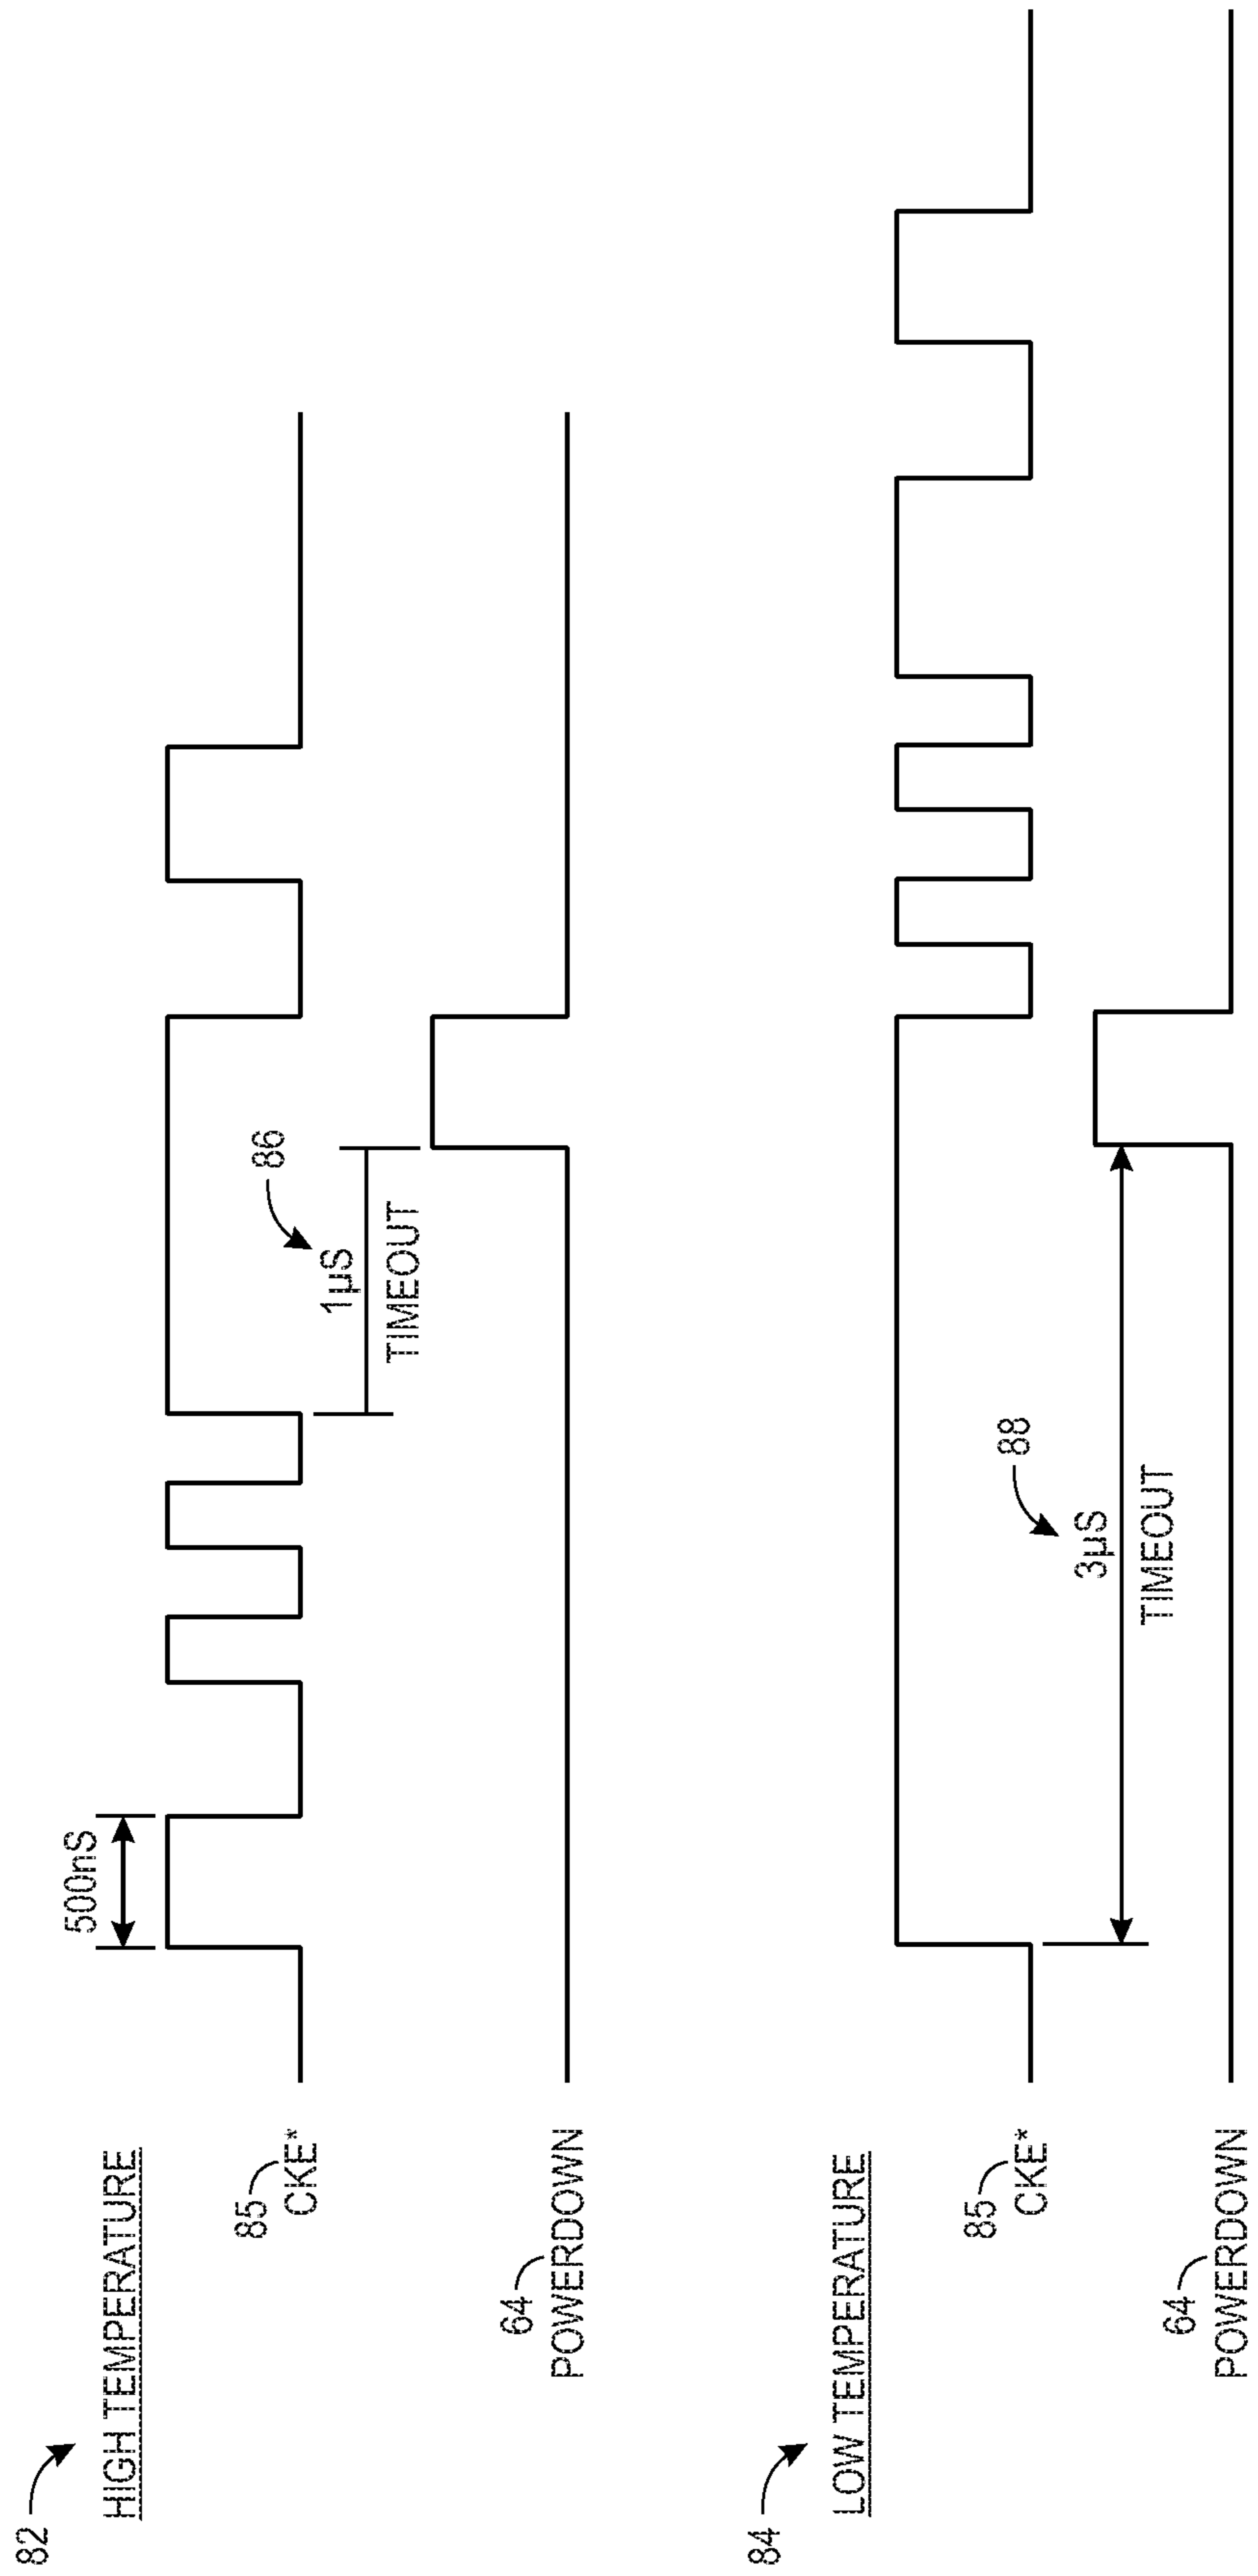 82
HIGH TEMPERATURE
500nS
85
CKE*
86
1µS
TIMEOUT
64
POWERDOWN
84
LOW TEMPERATURE
85
CKE*
88
3µS
TIMEOUT
64
POWERDOWN